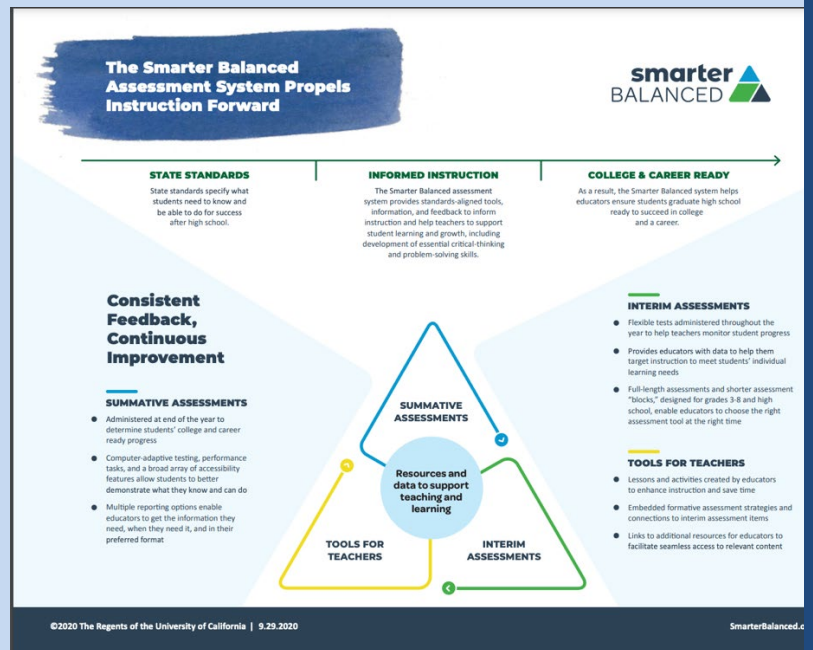 The Smarter Balanced
Assessment System Propels
Instruction Forward
smarter
BALANCED
STATE STANDARDS
State standards specify what
students need to know and
be able to do for success
after high school.
INFORMED INSTRUCTION
The Smarter Balanced assessment
system provides standards-aligned tools,
information, and feedback to inform
instruction and help teachers to support
student learning and growth, including
development of essential critical-thinking
and problem-solving skills.
COLLEGE & CAREER READY
As a result, the Smarter Balanced system helps
educators ensure students graduate high school
ready to succeed in college
and a career.
Consistent
Feedback,
Continuous
Improvement
SUMMATIVE ASSESSMENTS
● Administered at end of the year to
determine students' college and career
ready progress
● Computer-adaptive testing, performance
tasks, and a broad array of accessibility
features allow students to better
demonstrate what they know and can do
● Multiple reporting options enable
educators to get the information they
need, when they need it, and in their
preferred format
SUMMATIVE
ASSESSMENTS
Resources and
data to support
teaching and
learning
TOOLS FOR
TEACHERS
INTERIM
ASSESSMENTS
INTERIM ASSESSMENTS
● Flexible tests administered throughout the
year to help teachers monitor student progress
● Provides educators with data to help them
target instruction to meet students' individual
learning needs
● Full-length assessments and shorter assessment
"blocks," designed for grades 3-8 and high
school, enable educators to choose the right
assessment tool at the right time
TOOLS FOR TEACHERS
● Lessons and activities created by educators
to enhance instruction and save time
● Embedded formative assessment strategies and
connections to interim assessment items
● Links to additional resources for educators to
facilitate seamless access to relevant content
©2020 The Regents of the University of California | 9.29.2020
SmarterBalanced.o